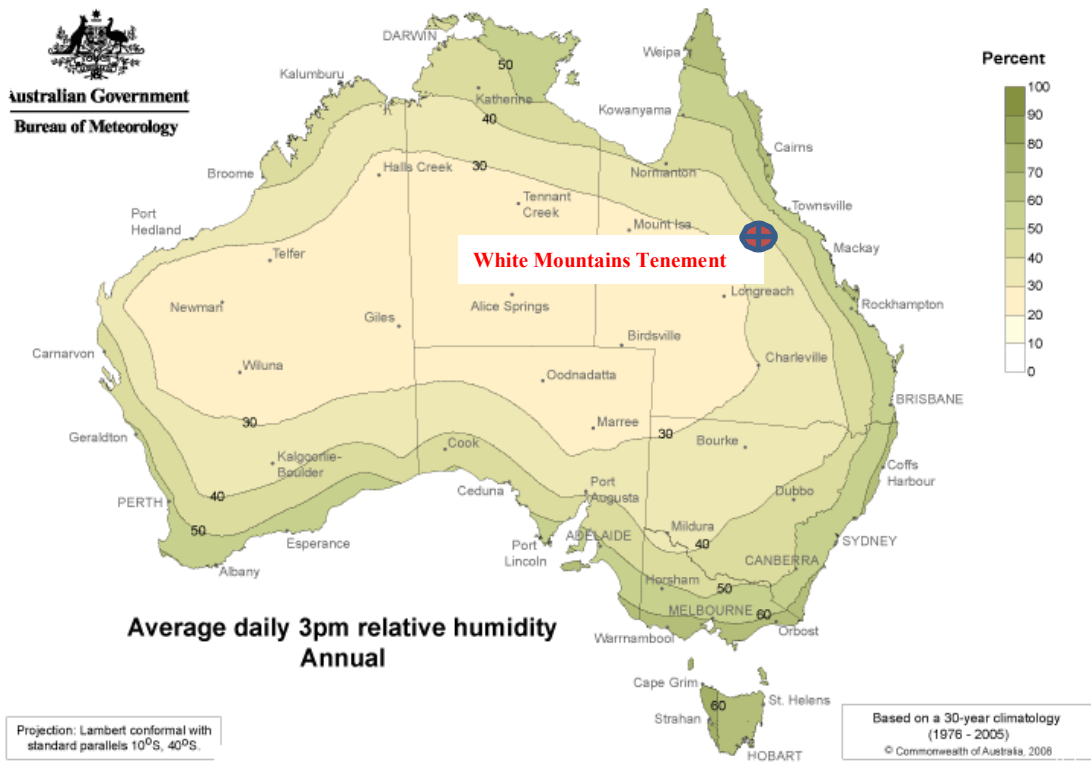 Australian Government
Bureau of Meteorology
DARWIN
Weipa
Percent
Kalumburu
50
Katherine
Kowanyama
40
Cairns
Broome
Halls Creek
30
Normanton
Tennant
Creek
Townsville
Port
Hedland
Mount Isa
Mackay
Telfer
White Mountains Tenement
Longreach
Newman
Alice Springs
Rockhampton
Giles
Birdsville
Carnarvon
Charleville
Wiluna
Oodnadatta
BRISBANE
30
Marree
30
Bourke
Geraldton
Cook
Kalgoorlie-
Boulder
Coffs
Harbour
Ceduna
Port
Augusta
Dubbo
40
PERTH
50
Mildura
ADELAIDE
40
SYDNEY
Esperance
Port
Lincoln
CANBERRA
Albany
Horsham
50
MELBOURNE
60
Orbost
Warrnambool
Average daily 3pm relative humidity
Annual
Cape Grim
St. Helens
60
Strahan
HOBART
100
90
80
70
60
50
40
30
20
10
0
Projection: Lambert conformal with
standard parallels 10°S, 40°S.
Based on a 30-year climatology
(1976 - 2005)
© Commonwealth of Australia, 2008